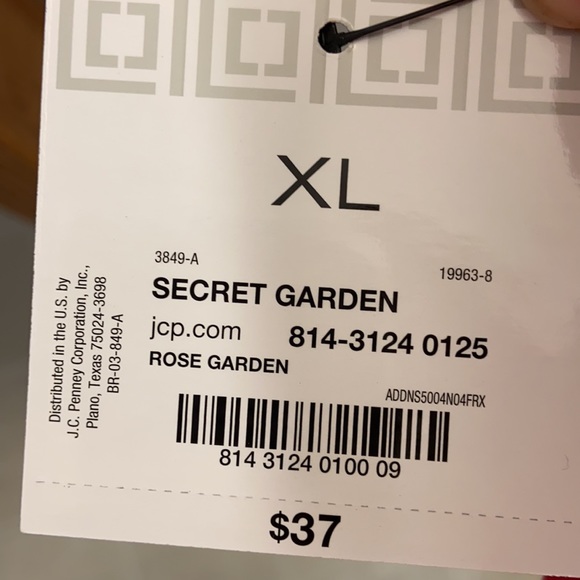 XL
3849-A
19963-8
SECRET GARDEN
jcp.com 814-3124 0125
ROSE GARDEN
ADDNS5004N04FRX
814 3124 0100 09
$37
Distributed in the U.S. by
J.C. Penney Corporation, Inc.,
Plano, Texas 75024-3698
BR-03-849-A